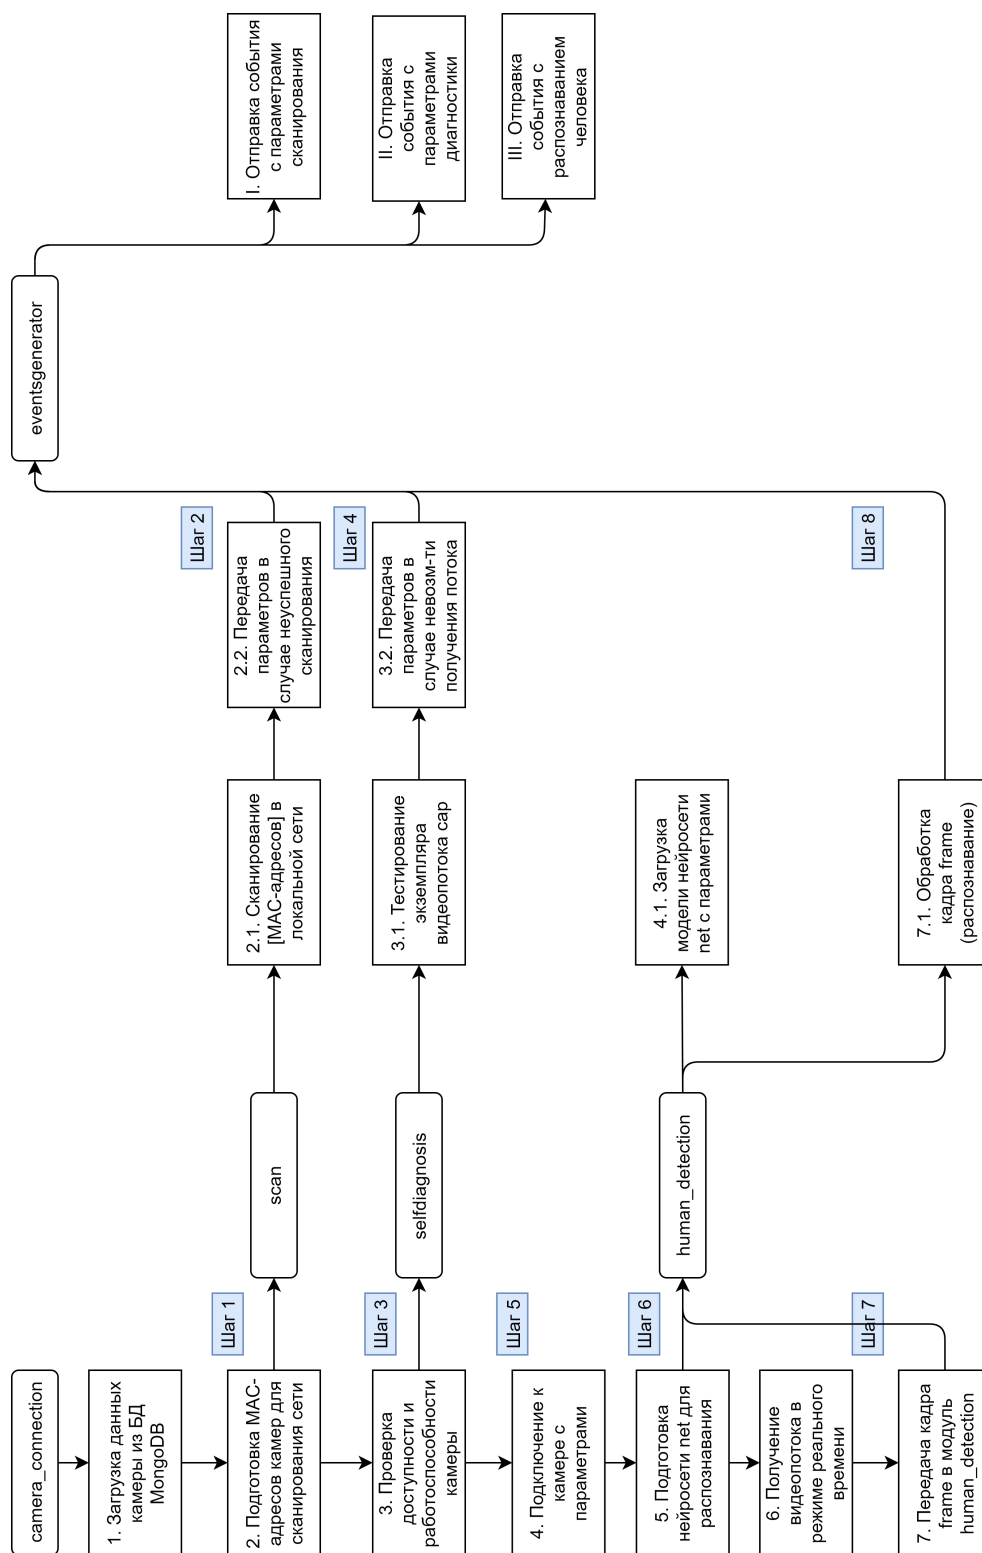 camera_connection
1. Загрузка данных
камеры из БД
MongoDB
2. Подготовка MAC-
адресов камер для
сканирования сети
3. Проверка
доступности и
работоспособности
камеры
4. Подключение к
камере с
параметрами
5. Подготовка
нейросети net для
распознавания
6. Получение
видеопотока в
режиме реального
времени
7. Передача кадра
frame в модуль
human_detection
Шаг 1
Шаг 3
Шаг 5
Шаг 6
Шаг 7
scan
selfdiagnosis
human_detection
2.1. Сканирование
[MAC-адресов] в
локальной сети
3.1. Тестирование
экземпляра
видеопотока cap
4.1. Загрузка
модели нейросети
net с параметрами
7.1. Обработка
кадра frame
(распознавание)
2.2. Передача
параметров в
случае неуспешного
сканирования
3.2. Передача
параметров в
случае невозм-ти
получения потока
Шаг 2
Шаг 4
Шаг 8
eventsgenerator
I. Отправка события
с параметрами
сканирования
II. Отправка
события с
параметрами
диагностики
III. Отправка
события с
распознаванием
человека